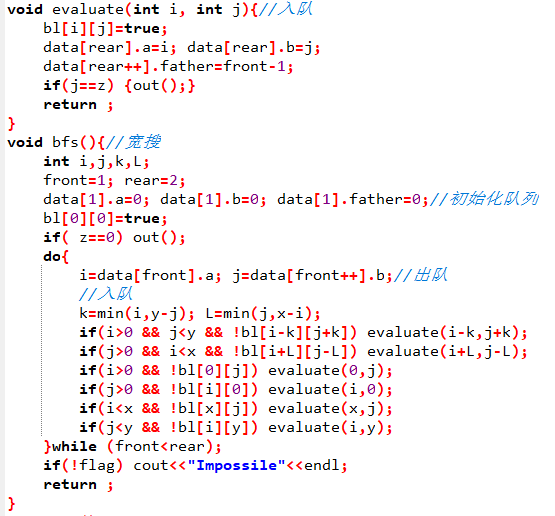 void evaluate(int i, int j){//入队
    bl[i][j]=true;
    data[rear].a=i; data[rear].b=j;
    data[rear++].father=front-1;
    if(j==z) {out();}
    return ;
}
void bfs(){//宽搜
    int i,j,k,L;
    front=1; rear=2;
    data[1].a=0; data[1].b=0; data[1].father=0;//初始化队列
    bl[0][0]=true;
    if( z==0) out();
    do{
        i=data[front].a; j=data[front++].b;//出队
        //入队
        k=min(i,y-j); L=min(j,x-i);
        if(i>0 && j<y && !bl[i-k][j+k]) evaluate(i-k,j+k);
        if(j>0 && i<x && !bl[i+L][j-L]) evaluate(i+L,j-L);
        if(i>0 && !bl[0][j]) evaluate(0,j);
        if(j>0 && !bl[i][0]) evaluate(i,0);
        if(i<x && !bl[x][j]) evaluate(x,j);
        if(j<y && !bl[i][y]) evaluate(i,y);
    }while (front<rear);
    if(!flag) cout<<"Impossile"<<endl;
    return ;
}